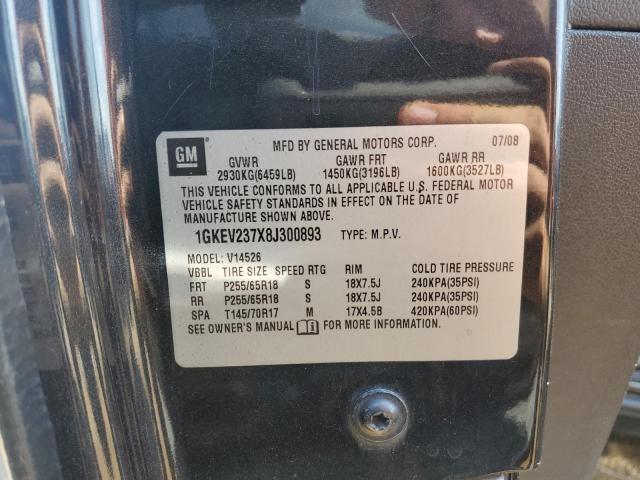 GM MFD BY GENERAL MOTORS CORP. 07/08
GVWR GAWR FRT GAWR RR
2930KG(6459LB) 1450KG(3196LB) 1600KG(3527LB)
THIS VEHICLE CONFORMS TO ALL APPLICABLE U.S. FEDERAL MOTOR
VEHICLE SAFETY STANDARDS IN EFFECT ON THE DATE OF
MANUFACTURE SHOWN ABOVE.
1GKEV237X8J300893 TYPE: M.P.V.
MODEL: V14526
VBBL TIRE SIZE SPEED RTG RIM COLD TIRE PRESSURE
FRT P255/65R18 S 18X7.5J 240KPA(35PSI)
RR P255/65R18 S 18X7.5J 240KPA(35PSI)
SPA T145/70R17 M 17X4.5B 420KPA(60PSI)
SEE OWNER'S MANUAL FOR MORE INFORMATION.